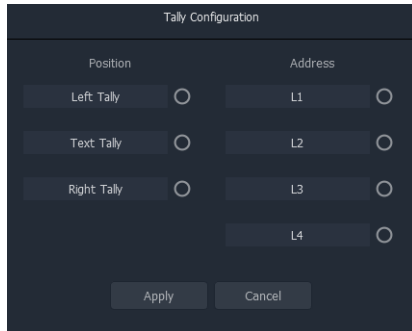 Tally Configuration
Position Address
Left Tally L1
Text Tally L2
Right Tally L3
L4
Apply Cancel